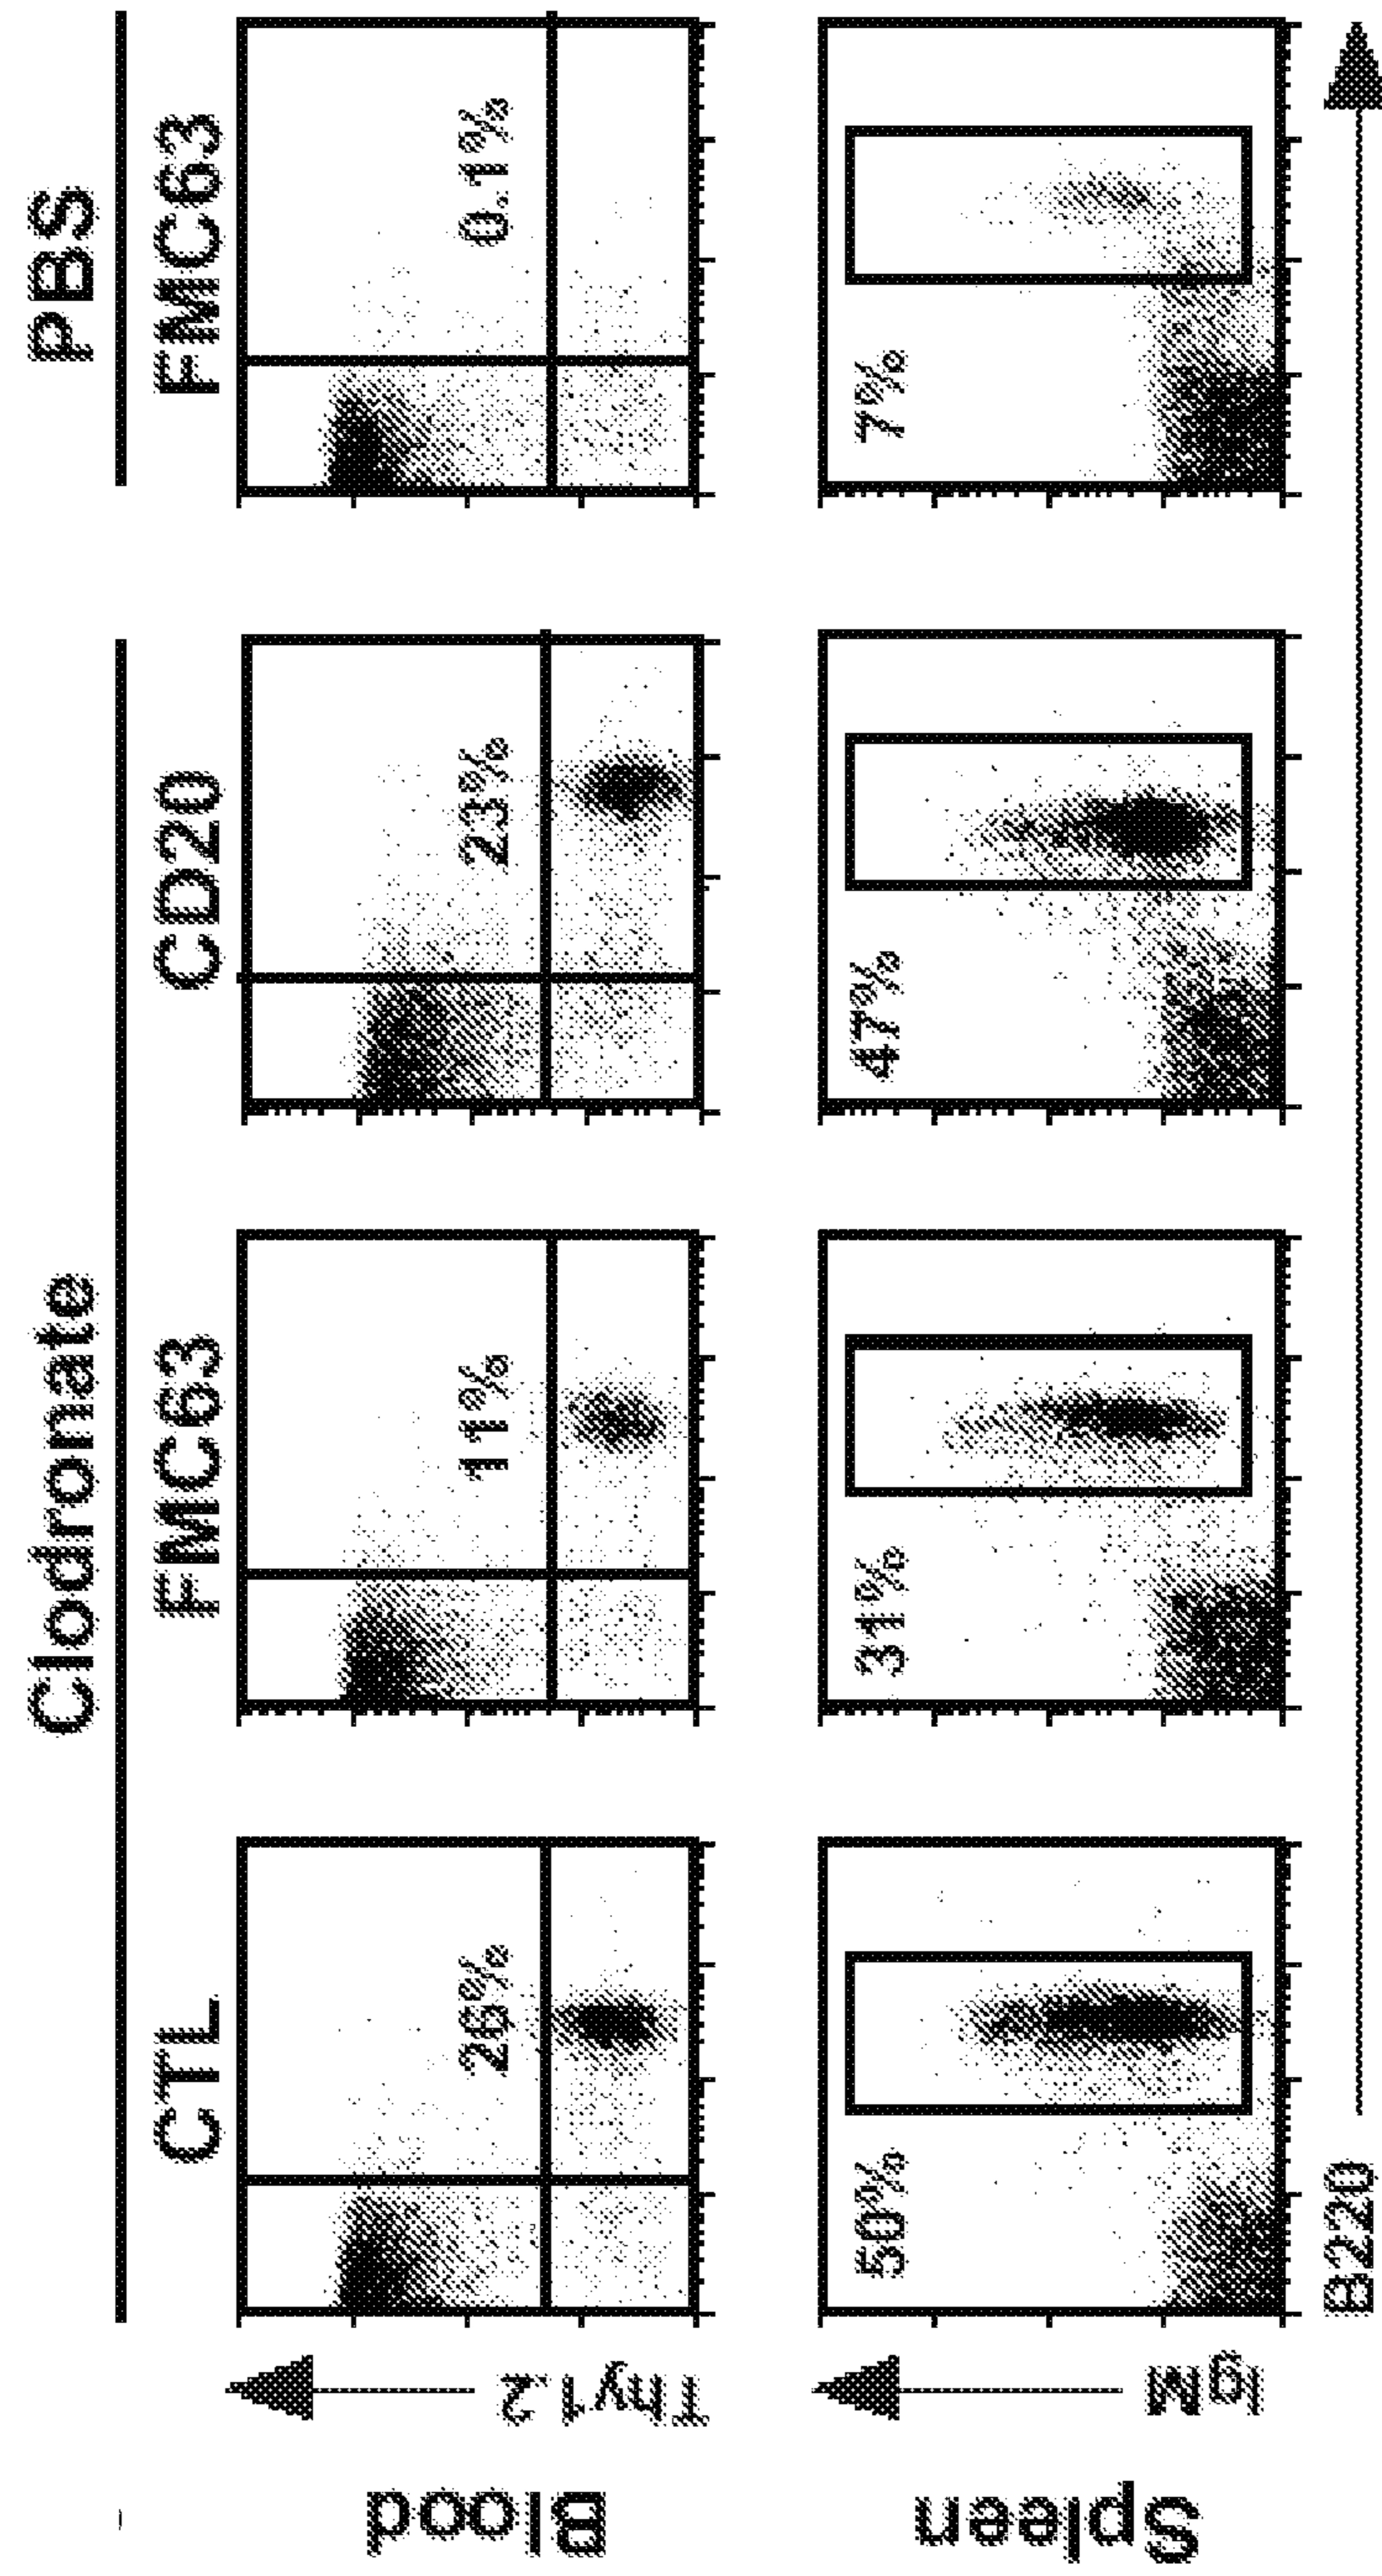 Clodronate PBS
CTL FMC63 CD20 FMC63
Blood
Thy1.2
26% 11% 23% 0.1%
Spleen
IgM
50% 31% 47% 7%
B220